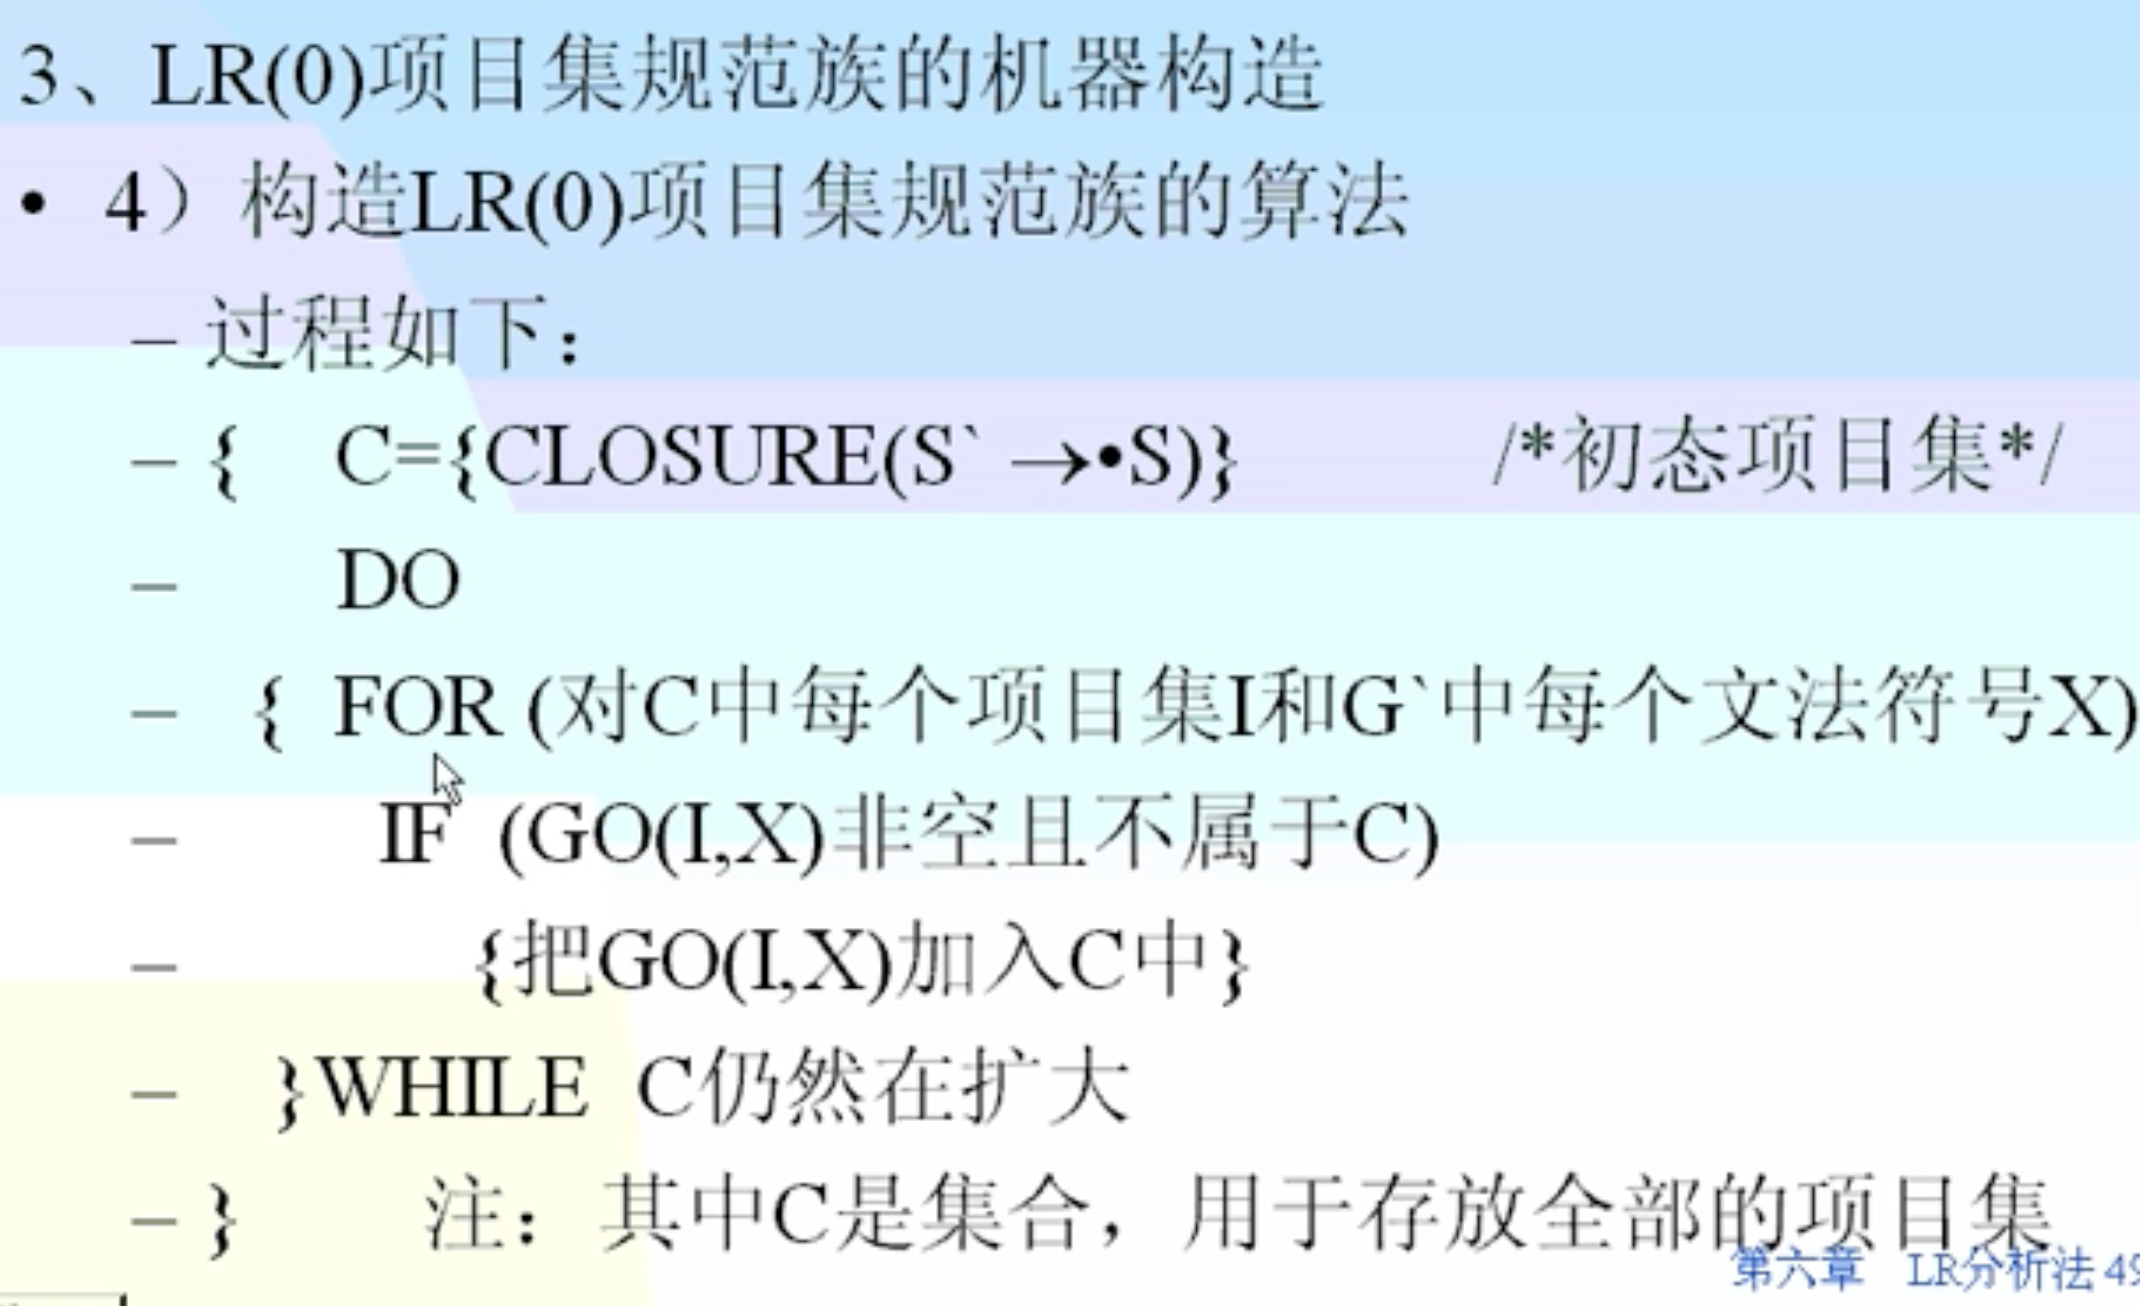 3、LR(0)项目集规范族的机器构造
• 4）构造LR(0)项目集规范族的算法
– 过程如下：
– { C={CLOSURE(S` →•S)} /*初态项目集*/
– DO
– { FOR (对C中每个项目集I和G`中每个文法符号X)
– IF (GO(I,X)非空且不属于C)
– {把GO(I,X)加入C中}
– }WHILE C仍然在扩大
– } 注：其中C是集合，用于存放全部的项目集
第六章 LR分析法 49